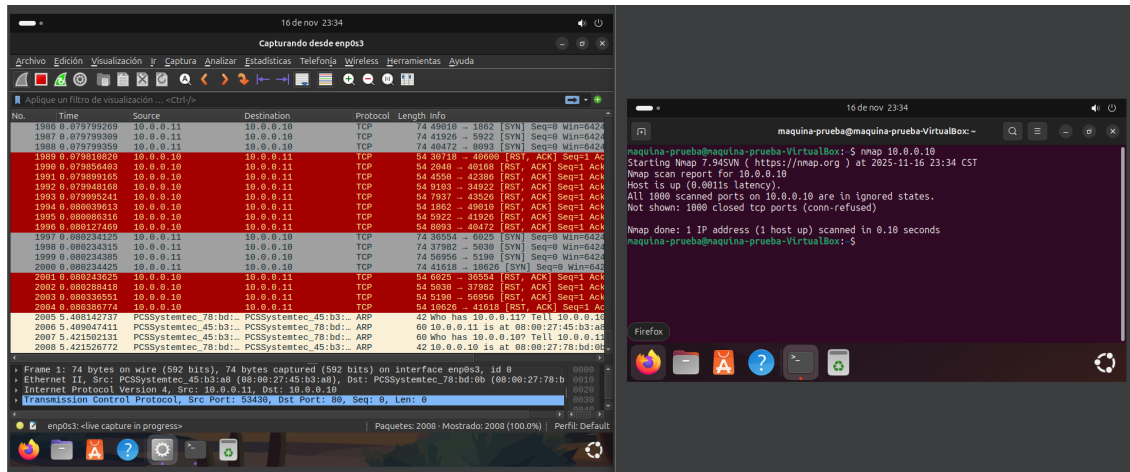 16 de nov 23:34
Capturando desde enp0s3
Archivo Edición Visualización Ir Captura Analizar Estadísticas Telefonía Wireless Herramientas Ayuda
Aplique un filtro de visualización ... <Ctrl-/>
No. Time Source Destination Protocol Length Info
1986 0.079799269 10.0.0.11 10.0.0.10 TCP 74 49010 → 1862 [SYN] Seq=0 Win=6424
1987 0.079799309 10.0.0.11 10.0.0.10 TCP 74 41926 → 5922 [SYN] Seq=0 Win=6424
1988 0.079799359 10.0.0.11 10.0.0.10 TCP 74 40472 → 8093 [SYN] Seq=0 Win=6424
1989 0.079810820 10.0.0.10 10.0.0.11 TCP 54 30718 → 40600 [RST, ACK] Seq=1 Ac
1990 0.079856403 10.0.0.10 10.0.0.11 TCP 54 2040 → 40168 [RST, ACK] Seq=1 Ack
1991 0.079899165 10.0.0.10 10.0.0.11 TCP 54 4550 → 42386 [RST, ACK] Seq=1 Ack
1992 0.079948168 10.0.0.10 10.0.0.11 TCP 54 9103 → 34922 [RST, ACK] Seq=1 Ack
1993 0.079995241 10.0.0.10 10.0.0.11 TCP 54 7937 → 43526 [RST, ACK] Seq=1 Ack
1994 0.080039613 10.0.0.10 10.0.0.11 TCP 54 1862 → 49010 [RST, ACK] Seq=1 Ack
1995 0.080086316 10.0.0.10 10.0.0.11 TCP 54 5922 → 41926 [RST, ACK] Seq=1 Ack
1996 0.080127469 10.0.0.10 10.0.0.11 TCP 54 8093 → 40472 [RST, ACK] Seq=1 Ack
1997 0.080234125 10.0.0.11 10.0.0.10 TCP 74 36554 → 6025 [SYN] Seq=0 Win=6424
1998 0.080234315 10.0.0.11 10.0.0.10 TCP 74 37982 → 5030 [SYN] Seq=0 Win=6424
1999 0.080234385 10.0.0.11 10.0.0.10 TCP 74 56956 → 5190 [SYN] Seq=0 Win=6424
2000 0.080234425 10.0.0.11 10.0.0.10 TCP 74 41618 → 10626 [SYN] Seq=0 Win=642
2001 0.080243625 10.0.0.10 10.0.0.11 TCP 54 6025 → 36554 [RST, ACK] Seq=1 Ack
2002 0.080288418 10.0.0.10 10.0.0.11 TCP 54 5030 → 37982 [RST, ACK] Seq=1 Ack
2003 0.080336551 10.0.0.10 10.0.0.11 TCP 54 5190 → 56956 [RST, ACK] Seq=1 Ack
2004 0.080386774 10.0.0.10 10.0.0.11 TCP 54 10626 → 41618 [RST, ACK] Seq=1 Ac
2005 5.408142737 PCSSystemtec_78:bd:… PCSSystemtec_45:b3:… ARP 42 Who has 10.0.0.11? Tell 10.0.0.10
2006 5.409047411 PCSSystemtec_45:b3:… PCSSystemtec_78:bd:… ARP 60 10.0.0.11 is at 08:00:27:45:b3:a8
2007 5.421502131 PCSSystemtec_45:b3:… PCSSystemtec_78:bd:… ARP 60 Who has 10.0.0.10? Tell 10.0.0.11
2008 5.421526772 PCSSystemtec_78:bd:… PCSSystemtec_45:b3:… ARP 42 10.0.0.10 is at 08:00:27:78:bd:0b
Frame 1: 74 bytes on wire (592 bits), 74 bytes captured (592 bits) on interface enp0s3, id 0 0000
Ethernet II, Src: PCSSystemtec_45:b3:a8 (08:00:27:45:b3:a8), Dst: PCSSystemtec_78:bd:0b (08:00:27:78:b 0010
Internet Protocol Version 4, Src: 10.0.0.11, Dst: 10.0.0.10 0020
Transmission Control Protocol, Src Port: 53430, Dst Port: 80, Seq: 0, Len: 0 0030
0040
enp0s3: <live capture in progress> Paquetes: 2008 · Mostrado: 2008 (100.0%) Perfil: Default
16 de nov 23:34
maquina-prueba@maquina-prueba-VirtualBox: ~
maquina-prueba@maquina-prueba-VirtualBox:~$ nmap 10.0.0.10
Starting Nmap 7.94SVN ( https://nmap.org ) at 2025-11-16 23:34 CST
Nmap scan report for 10.0.0.10
Host is up (0.0011s latency).
All 1000 scanned ports on 10.0.0.10 are in ignored states.
Not shown: 1000 closed tcp ports (conn-refused)
Nmap done: 1 IP address (1 host up) scanned in 0.10 seconds
maquina-prueba@maquina-prueba-VirtualBox:~$
Firefox